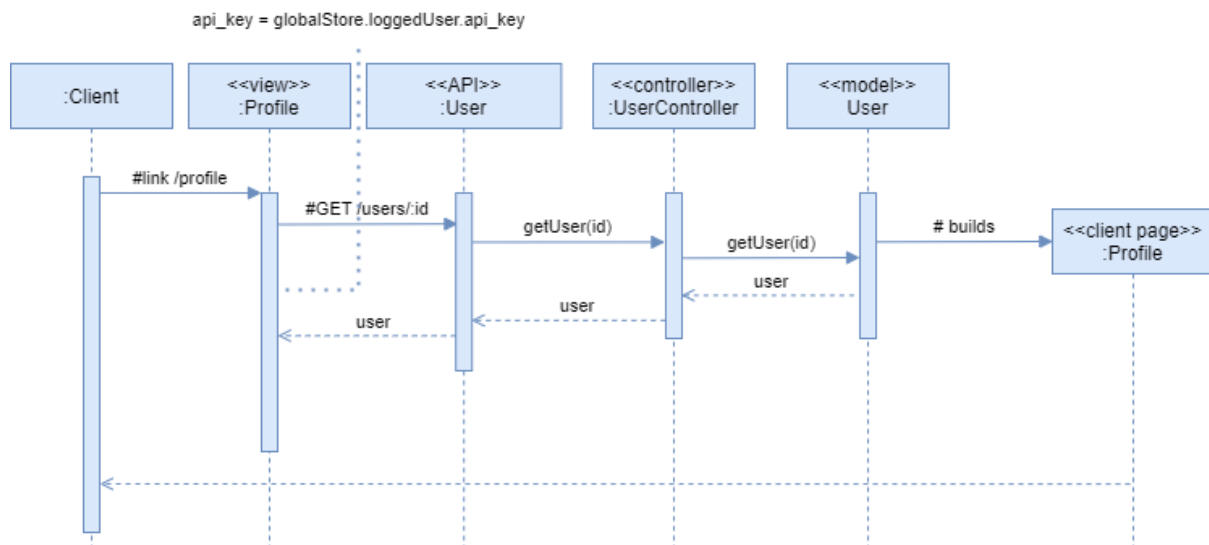 api_key = globalStore.loggedUser.api_key
:Client
<<view>>
:Profile
<<API>>
:User
<<controller>>
:UserController
<<model>>
User
#link /profile
#GET /users/:id
getUser(id)
getUser(id)
# builds
<<client page>>
:Profile
user
user
user